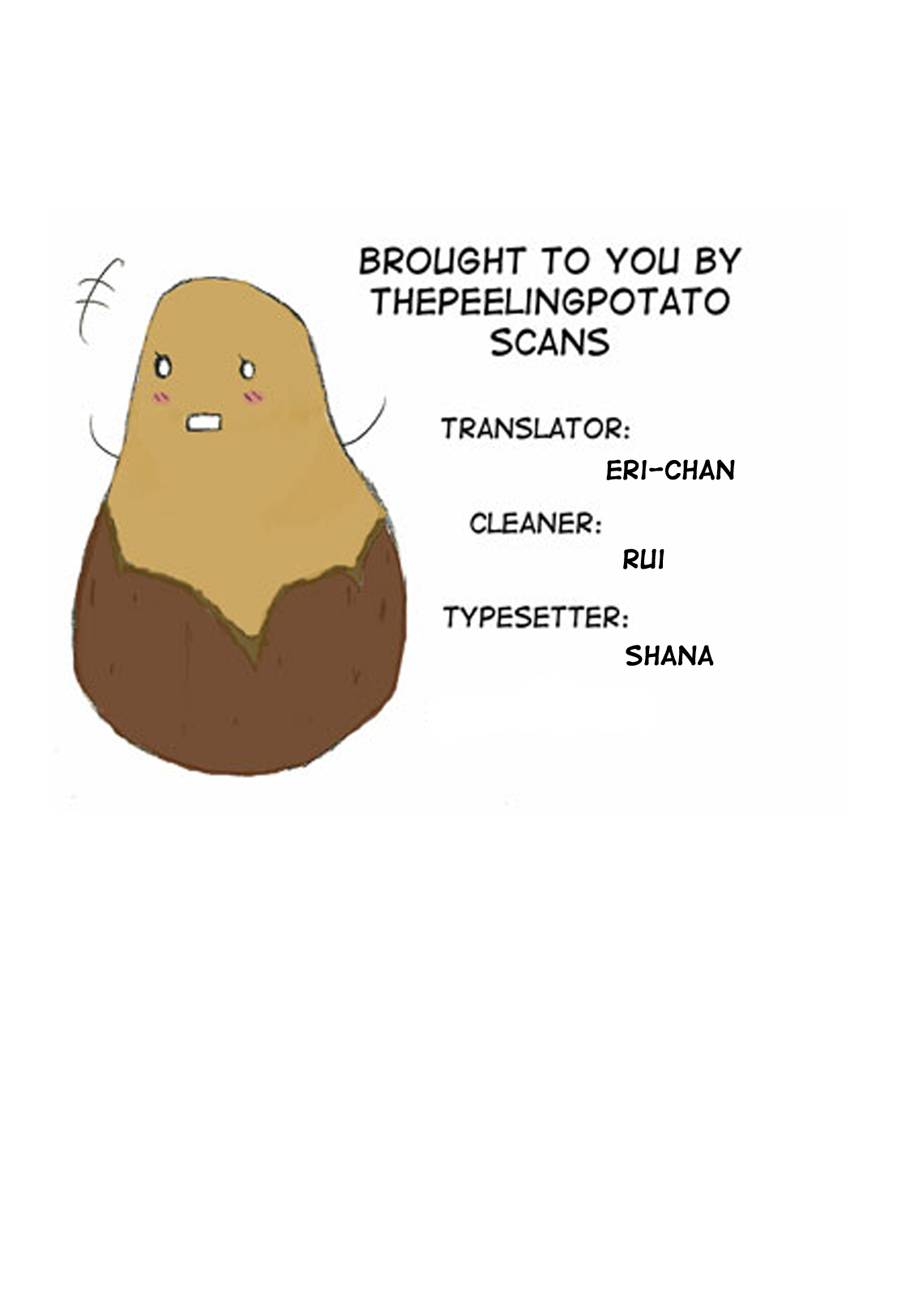 BROUGHT TO YOU BY
THEPEELINGPOTATO
SCANS
TRANSLATOR:
ERI-CHAN
CLEANER:
RUI
TYPESETTER:
SHANA